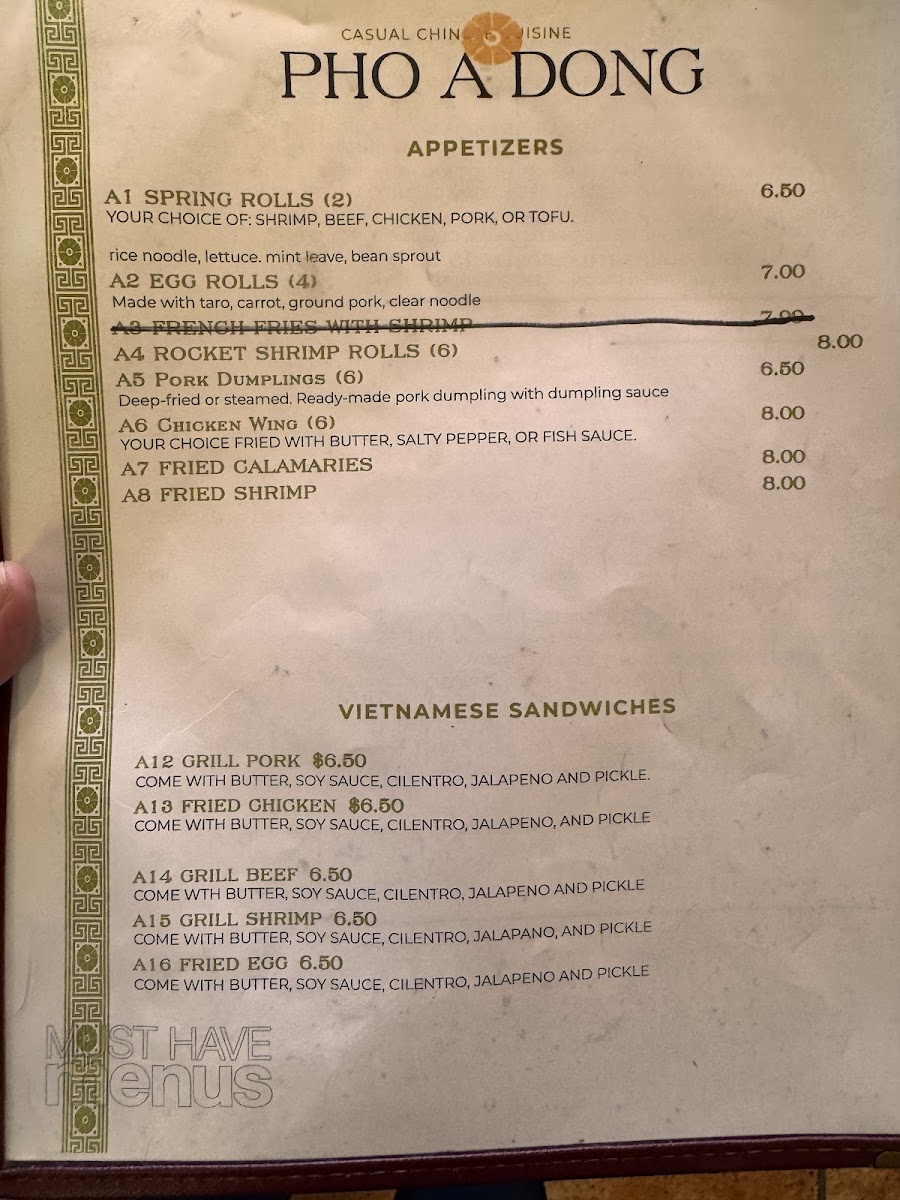 CASUAL CHINESE CUISINE
PHO A DONG
APPETIZERS
A1 SPRING ROLLS (2) 6.50
YOUR CHOICE OF: SHRIMP, BEEF, CHICKEN, PORK, OR TOFU.
rice noodle, lettuce. mint leave, bean sprout
A2 EGG ROLLS (4) 7.00
Made with taro, carrot, ground pork, clear noodle
A3 FRENCH FRIES WITH SHRIMP 7.99
A4 ROCKET SHRIMP ROLLS (6) 8.00
A5 PORK DUMPLINGS (6) 6.50
Deep-fried or steamed. Ready-made pork dumpling with dumpling sauce
A6 CHICKEN WING (6) 8.00
YOUR CHOICE FRIED WITH BUTTER, SALTY PEPPER, OR FISH SAUCE.
A7 FRIED CALAMARIES 8.00
A8 FRIED SHRIMP 8.00
VIETNAMESE SANDWICHES
A12 GRILL PORK $6.50
COME WITH BUTTER, SOY SAUCE, CILENTRO, JALAPENO AND PICKLE.
A13 FRIED CHICKEN $6.50
COME WITH BUTTER, SOY SAUCE, CILENTRO, JALAPENO, AND PICKLE
A14 GRILL BEEF 6.50
COME WTH BUTTER, SOY SAUCE, CILENTRO, JALAPENO AND PICKLE
A15 GRILL SHRIMP 6.50
COME WITH BUTTER, SOY SAUCE, CILENTRO, JALAPANO, AND PICKLE
A16 FRIED EGG 6.50
COME WITH BUTTER, SOY SAUCE, CILENTRO, JALAPENO AND PICKLE
MUST HAVE
menus